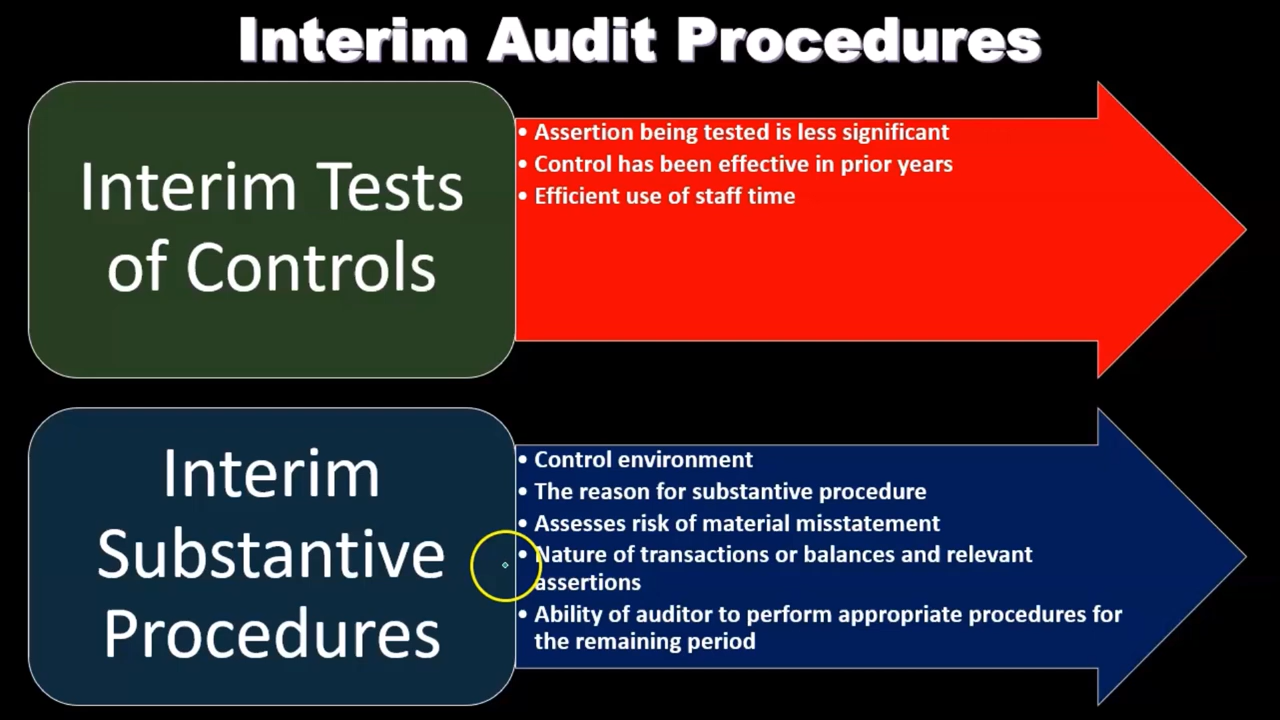 Interim Audit Procedures
Interim Tests
of Controls
• Assertion being tested is less significant
• Control has been effective in prior years
• Efficient use of staff time
Interim
Substantive
Procedures
• Control environment
• The reason for substantive procedure
• Assesses risk of material misstatement
• Nature of transactions or balances and relevant
assertions
• Ability of auditor to perform appropriate procedures for
the remaining period